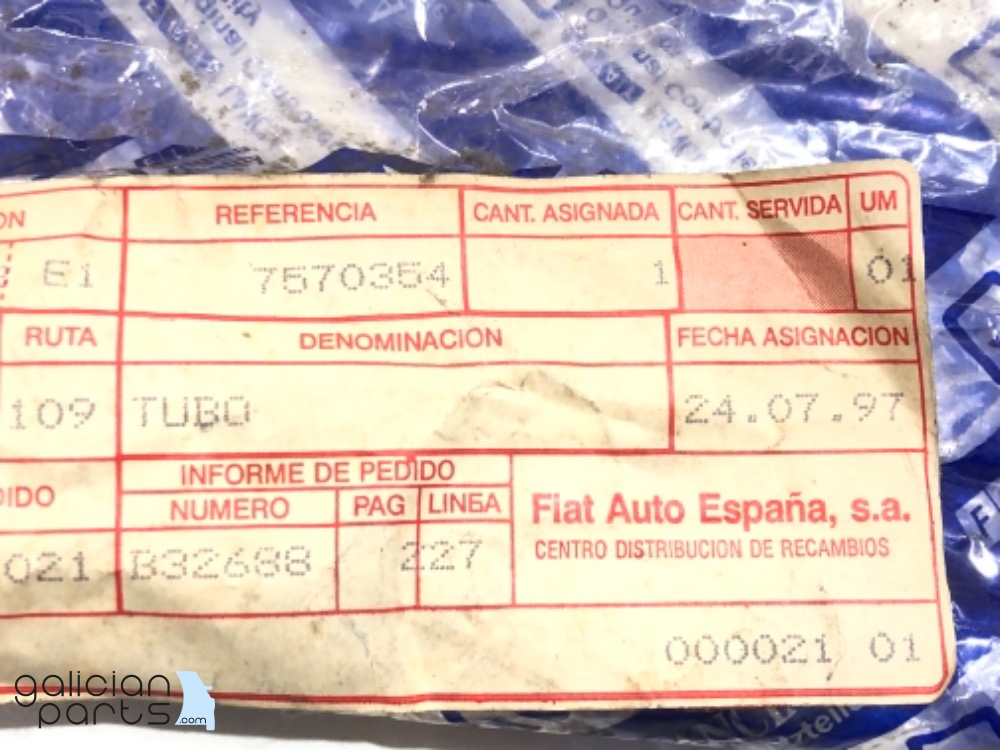 ON REFERENCIA CANT. ASIGNADA CANT. SERVIDA UM
E1 7570354 1 01
RUTA DENOMINACION FECHA ASIGNACION
109 TUBO 24.07.97
DIDO INFORME DE PEDIDO
NUMERO PAG LINEA
Fiat Auto España, s.a.
CENTRO DISTRIBUCION DE RECAMBIOS
021 B32688 227
000021 01
galician
parts.com